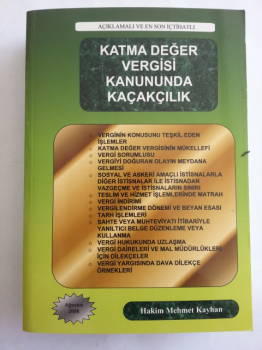 AÇIKLAMALI VE EN SON İÇTİHATLI
KATMA DEĞER
VERGİSİ
KANUNUNDA
KAÇAKÇILIK
VERGİNİN KONUSUNU TEŞKİL EDEN
İŞLEMLER
KATMA DEĞER VERGİSİNİN MÜKELLEFİ
VERGİ SORUMLUSU
VERGİYİ DOĞURAN OLAYIN MEYDANA
GELMESİ
SOSYAL VE ASKERİ AMAÇLI İSTİSNALARLA
DİĞER İSTİSNALAR İLE İSTİSNADAN
VAZGEÇME VE İSTİSNALARIN SINIRI
TESLİM VE HİZMET İŞLEMLERİNDE MATRAH
VERGİ İNDİRİMİ
VERGİLENDİRME DÖNEMİ VE BEYAN ESASI
TARH İŞLEMLERİ
SAHTE VEYA MUHTEVİYATI İTİBARİYLE
YANILTICI BELGE DÜZENLEME VEYA
KULLANMA
VERGİ HUKUKUNDA UZLAŞMA
VERGİ DAİRELERİ VE MAL MÜDÜRLÜKLERİ
İÇİN DİLEKÇELER
VERGİ YARGISINDA DAVA DİLEKÇE
ÖRNEKLERİ
Ağustos
2008
Hakim Mehmet Kayhan